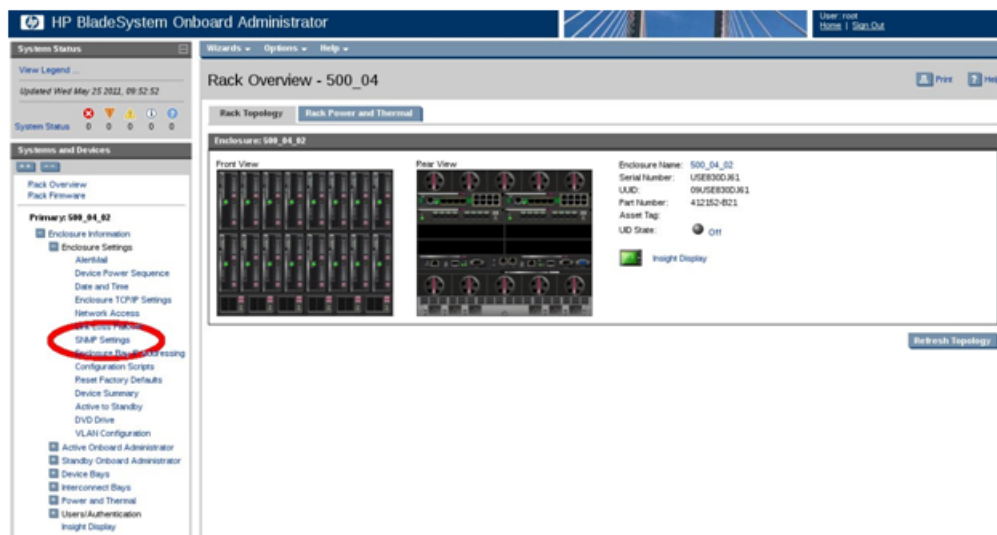 HP BladeSystem Onboard Administrator
User: root
Home | Sign Out
System Status
Wizards Options Help
View Legend ...
Updated Wed May 25 2011, 09:52:52
System Status 0 0 0 0 0
Rack Overview - 500_04
Print
Rack Topology Rack Power and Thermal
Systems and Devices
Enclosure: 500_04_02
Rack Overview
Rack Firmware
Primary: 500_04_02
Enclosure Information
Enclosure Settings
AlertMail
Device Power Sequence
Date and Time
Enclosure TCP/IP Settings
Network Access
SNMP Settings
Configuration Scripts
Reset Factory Defaults
Device Summary
Active to Standby
DVD Drive
VLAN Configuration
Active Onboard Administrator
Standby Onboard Administrator
Device Bays
Interconnect Bays
Power and Thermal
Users/Authentication
Insight Display
Front View
Rear View
Enclosure Name: 500_04_02
Serial Number: USE830DJ61
UUID: 09USE830DJ61
Part Number: 412152-B21
Asset Tag:
UID State: Off
Insight Display
Refresh Topology